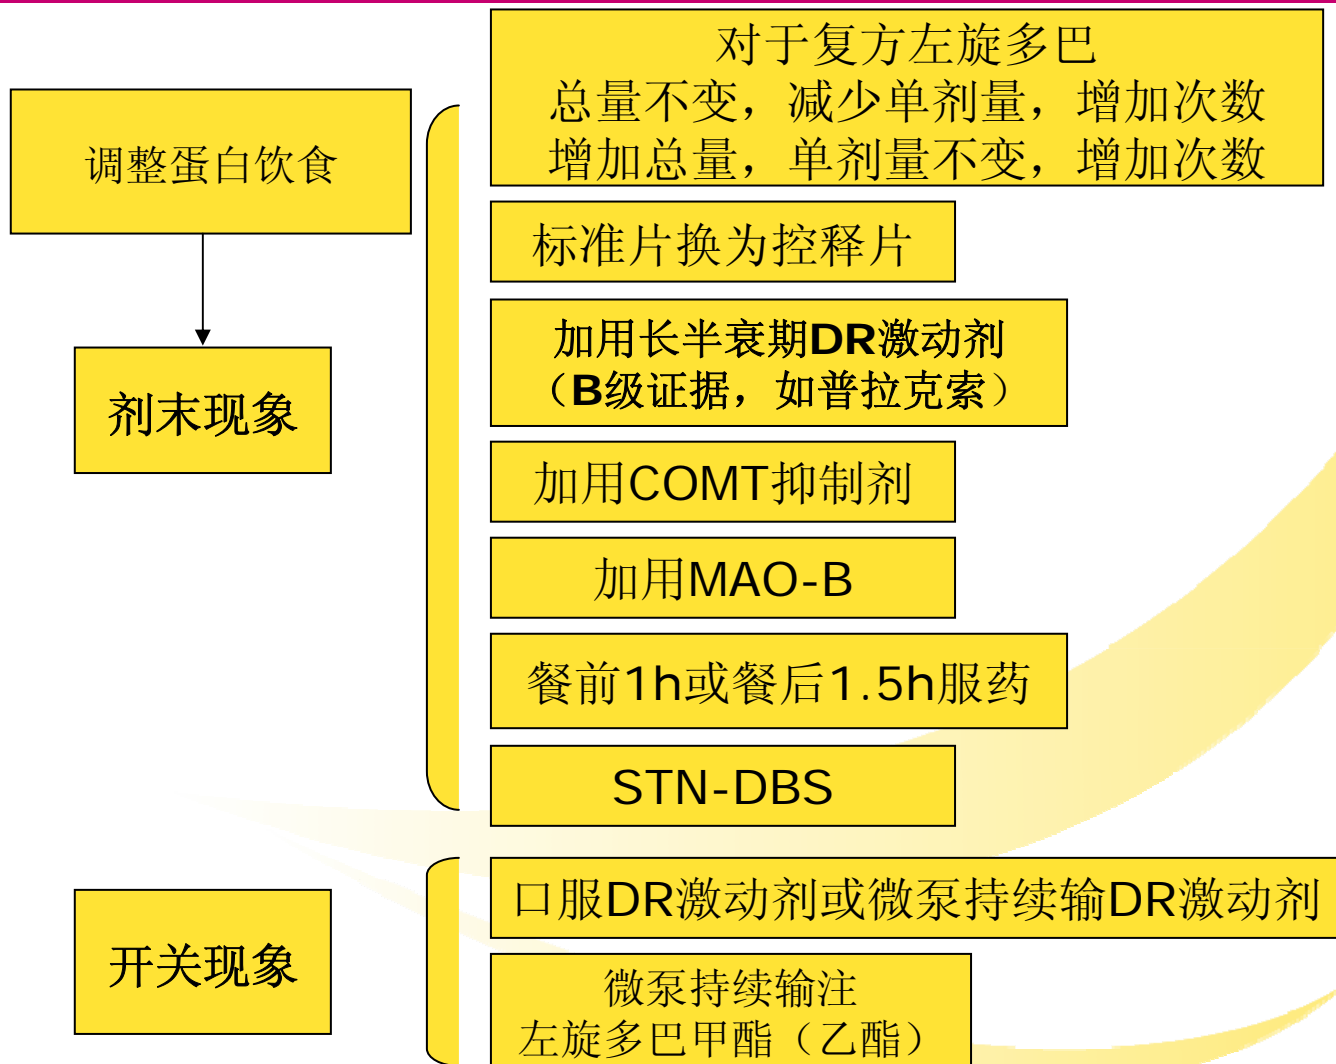 调整蛋白饮食
剂末现象
对于复方左旋多巴
总量不变，减少单剂量，增加次数
增加总量，单剂量不变，增加次数
标准片换为控释片
加用长半衰期DR激动剂
（B级证据，如普拉克索）
加用COMT抑制剂
加用MAO-B
餐前1h或餐后1.5h服药
STN-DBS
开关现象
口服DR激动剂或微泵持续输DR激动剂
微泵持续输注
左旋多巴甲酯（乙酯）